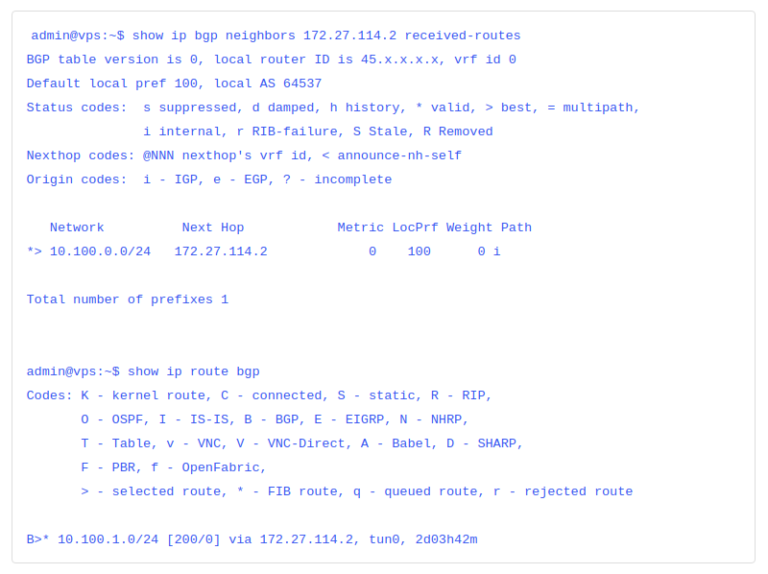 admin@vps:~$ show ip bgp neighbors 172.27.114.2 received-routes
BGP table version is 0, local router ID is 45.x.x.x.x, vrf id 0
Default local pref 100, local AS 64537
Status codes:  s suppressed, d damped, h history, * valid, > best, = multipath,
               i internal, r RIB-failure, S Stale, R Removed
Nexthop codes: @NNN nexthop's vrf id, < announce-nh-self
Origin codes:  i - IGP, e - EGP, ? - incomplete

   Network          Next Hop            Metric LocPrf Weight Path
*> 10.100.0.0/24   172.27.114.2             0    100      0 i

Total number of prefixes 1

admin@vps:~$ show ip route bgp
Codes: K - kernel route, C - connected, S - static, R - RIP,
       O - OSPF, I - IS-IS, B - BGP, E - EIGRP, N - NHRP,
       T - Table, v - VNC, V - VNC-Direct, A - Babel, D - SHARP,
       F - PBR, f - OpenFabric,
       > - selected route, * - FIB route, q - queued route, r - rejected route

B>* 10.100.1.0/24 [200/0] via 172.27.114.2, tun0, 2d03h42m